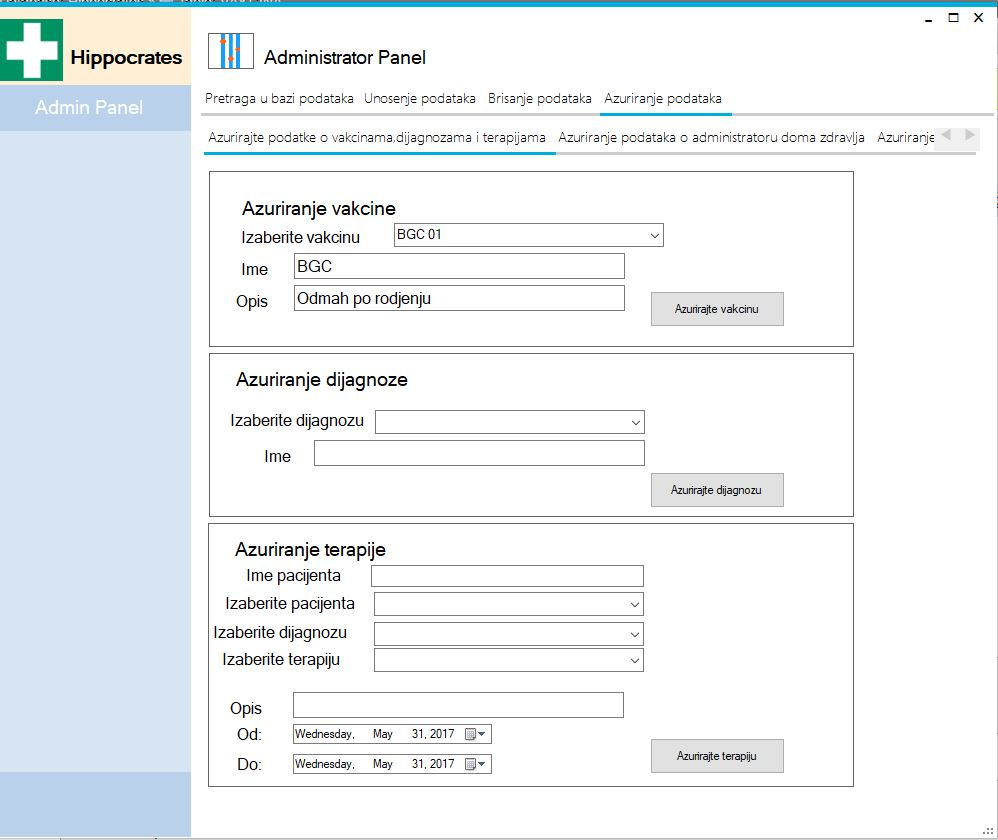 Hippocrates
Admin Panel
Administrator Panel
Pretraga u bazi podataka Unosenje podataka Brisanje podataka Azuriranje podataka
Azurirajte podatke o vakcinama,dijagnozama i terapijama Azuriranje podataka o administratoru doma zdravlja Azuriranje
Azuriranje vakcine
Izaberite vakcinu BGC 01
Ime BGC
Opis Odmah po rodjenju
Azurirajte vakcinu
Azuriranje dijagnoze
Izaberite dijagnozu
Ime
Azurirajte dijagnozu
Azuriranje terapije
Ime pacijenta
Izaberite pacijenta
Izaberite dijagnozu
Izaberite terapiju
Opis
Od: Wednesday, May 31, 2017
Do: Wednesday, May 31, 2017
Azurirajte terapiju